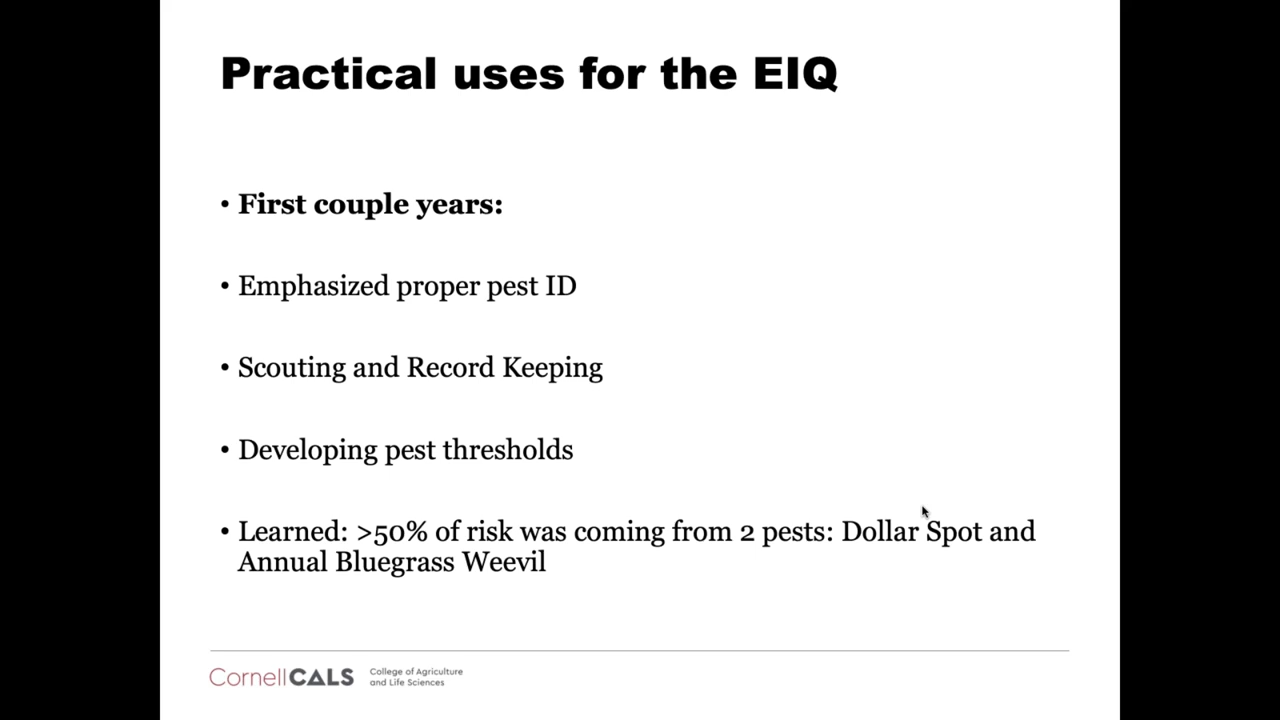 Practical uses for the EIQ
• First couple years:
• Emphasized proper pest ID
• Scouting and Record Keeping
• Developing pest thresholds
• Learned: >50% of risk was coming from 2 pests: Dollar Spot and
Annual Bluegrass Weevil
CornellCALS
College of Agriculture
and Life Sciences